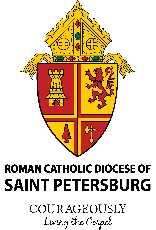 ROMAN CATHOLIC DIOCESE OF
SAINT PETERSBURG
COURAGEOUSLY
Living the Gospel